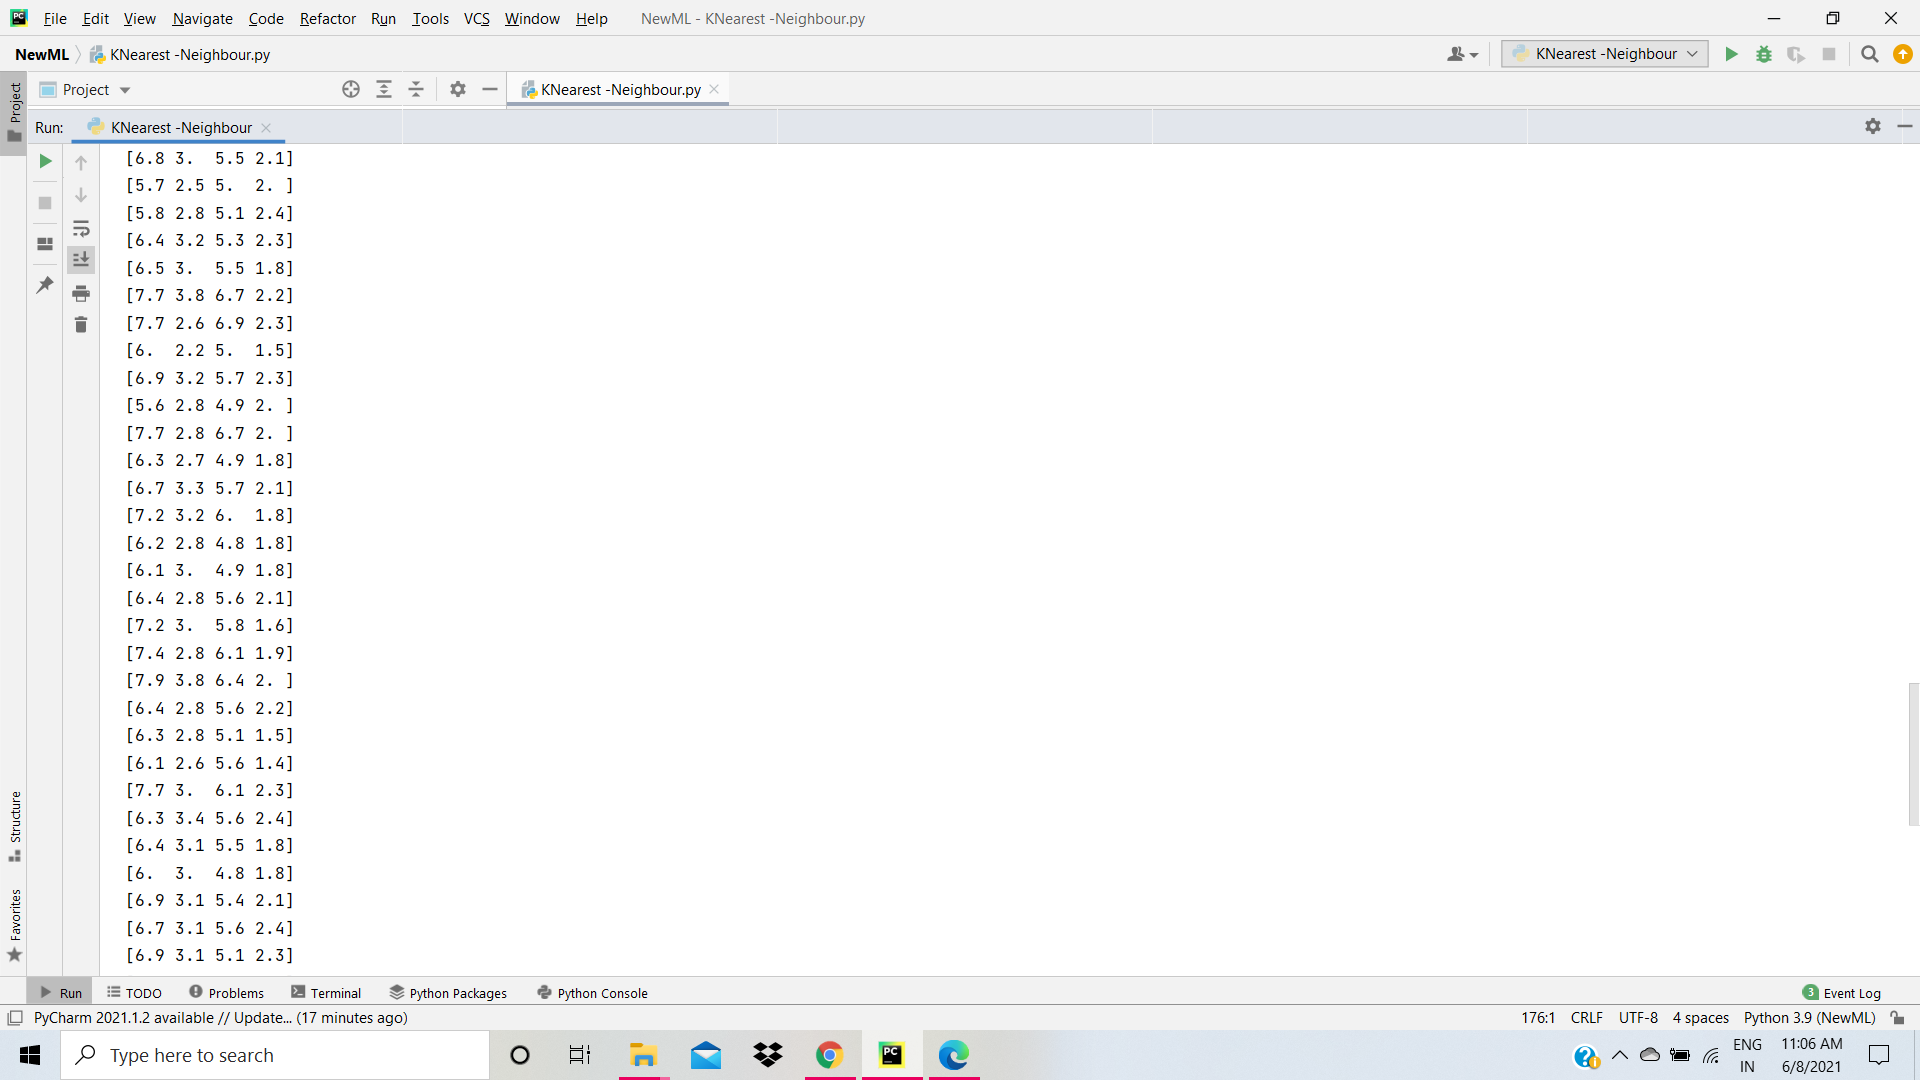 File Edit View Navigate Code Refactor Run Tools VCS Window Help NewML - KNearest -Neighbour.py
NewML KNearest -Neighbour.py KNearest -Neighbour
Project Project KNearest -Neighbour.py
Run: KNearest -Neighbour
[6.8 3.  5.5 2.1]
[5.7 2.5 5.  2. ]
[5.8 2.8 5.1 2.4]
[6.4 3.2 5.3 2.3]
[6.5 3.  5.5 1.8]
[7.7 3.8 6.7 2.2]
[7.7 2.6 6.9 2.3]
[6.  2.2 5.  1.5]
[6.9 3.2 5.7 2.3]
[5.6 2.8 4.9 2. ]
[7.7 2.8 6.7 2. ]
[6.3 2.7 4.9 1.8]
[6.7 3.3 5.7 2.1]
[7.2 3.2 6.  1.8]
[6.2 2.8 4.8 1.8]
[6.1 3.  4.9 1.8]
[6.4 2.8 5.6 2.1]
[7.2 3.  5.8 1.6]
[7.4 2.8 6.1 1.9]
[7.9 3.8 6.4 2. ]
[6.4 2.8 5.6 2.2]
[6.3 2.8 5.1 1.5]
[6.1 2.6 5.6 1.4]
[7.7 3.  6.1 2.3]
[6.3 3.4 5.6 2.4]
[6.4 3.1 5.5 1.8]
[6.  3.  4.8 1.8]
[6.9 3.1 5.4 2.1]
[6.7 3.1 5.6 2.4]
[6.9 3.1 5.1 2.3]
Structure
Favorites
Run TODO Problems Terminal Python Packages Python Console 3 Event Log
PyCharm 2021.1.2 available // Update... (17 minutes ago) 176:1 CRLF UTF-8 4 spaces Python 3.9 (NewML)
Type here to search PC ENG 11:06 AM
IN 6/8/2021